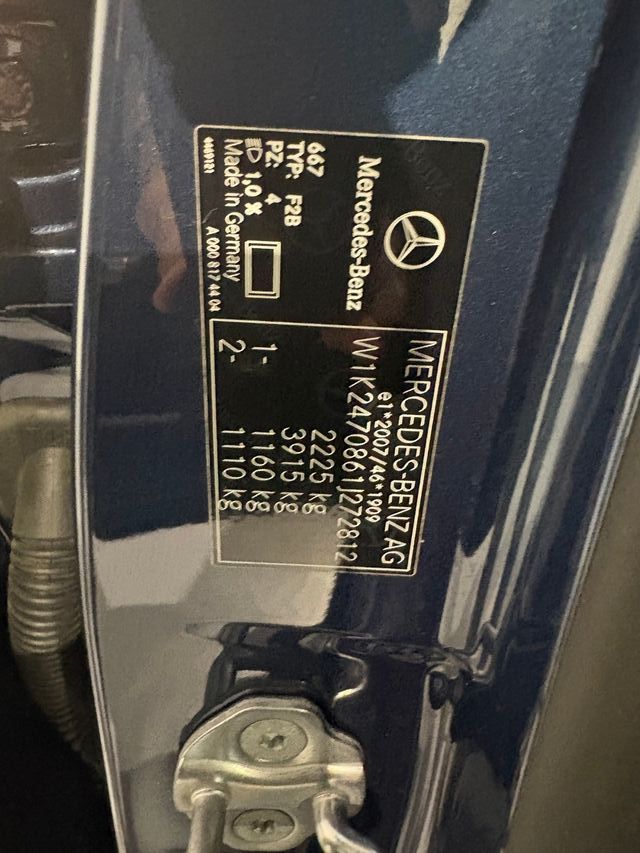 Mercedes-Benz
667
TYP: F2B
PZ: 4
1,0 %
Made in Germany
4469101
A 000 817 44 04
MERCEDES-BENZ AG
e1*2007/46*1909
W1K2470861J272812
2225 kg
3915 kg
1- 1160 kg
2- 1110 kg